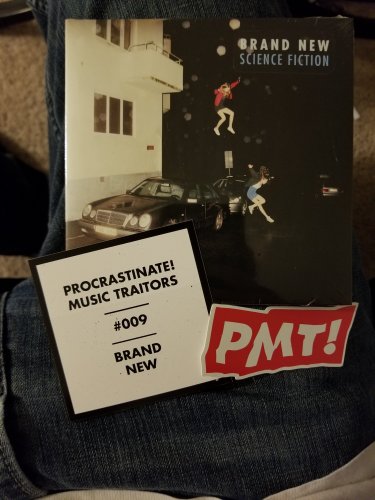 BRAND NEW
SCIENCE FICTION
PROCRASTINATE!
MUSIC TRAITORS
#009
BRAND
NEW
PMT!